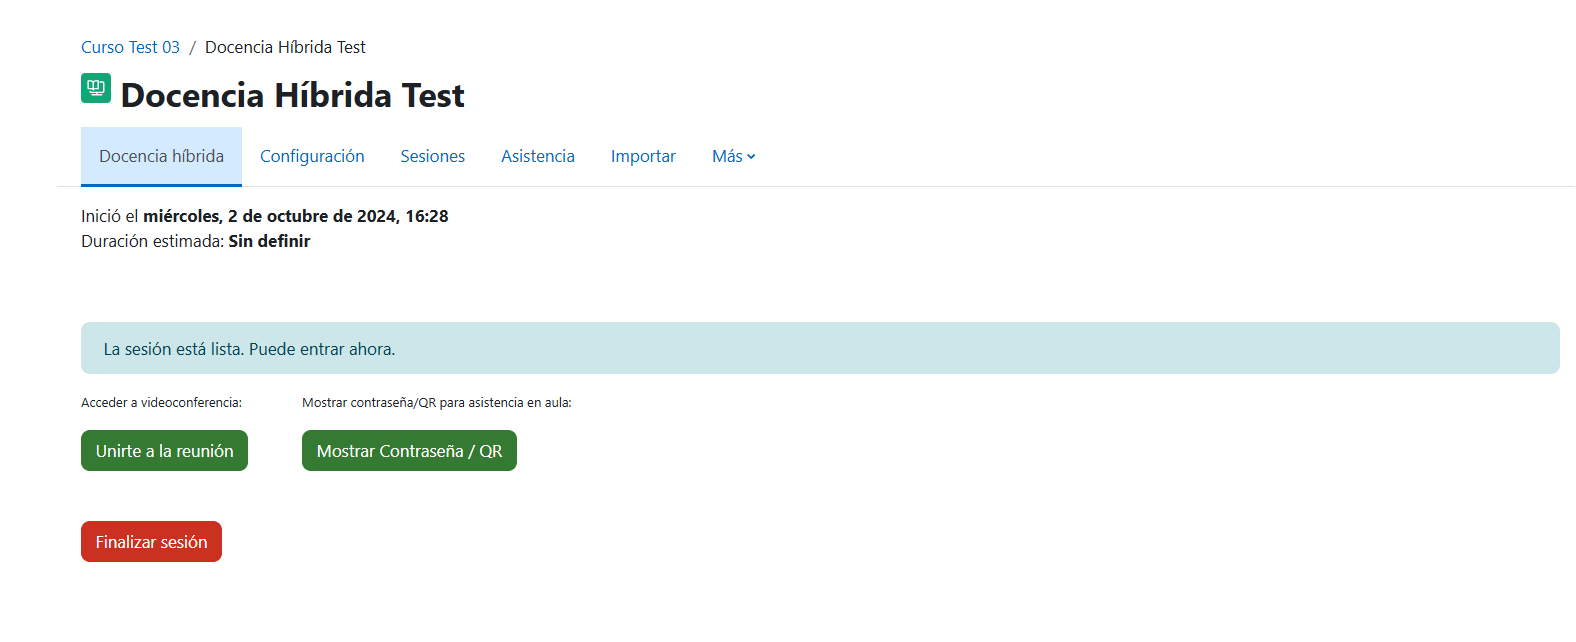 Curso Test 03 / Docencia Híbrida Test
Docencia Híbrida Test
Docencia híbrida Configuración Sesiones Asistencia Importar Más
Inició el miércoles, 2 de octubre de 2024, 16:28
Duración estimada: Sin definir
La sesión está lista. Puede entrar ahora.
Acceder a videoconferencia: Mostrar contraseña/QR para asistencia en aula:
Unirte a la reunión Mostrar Contraseña / QR
Finalizar sesión